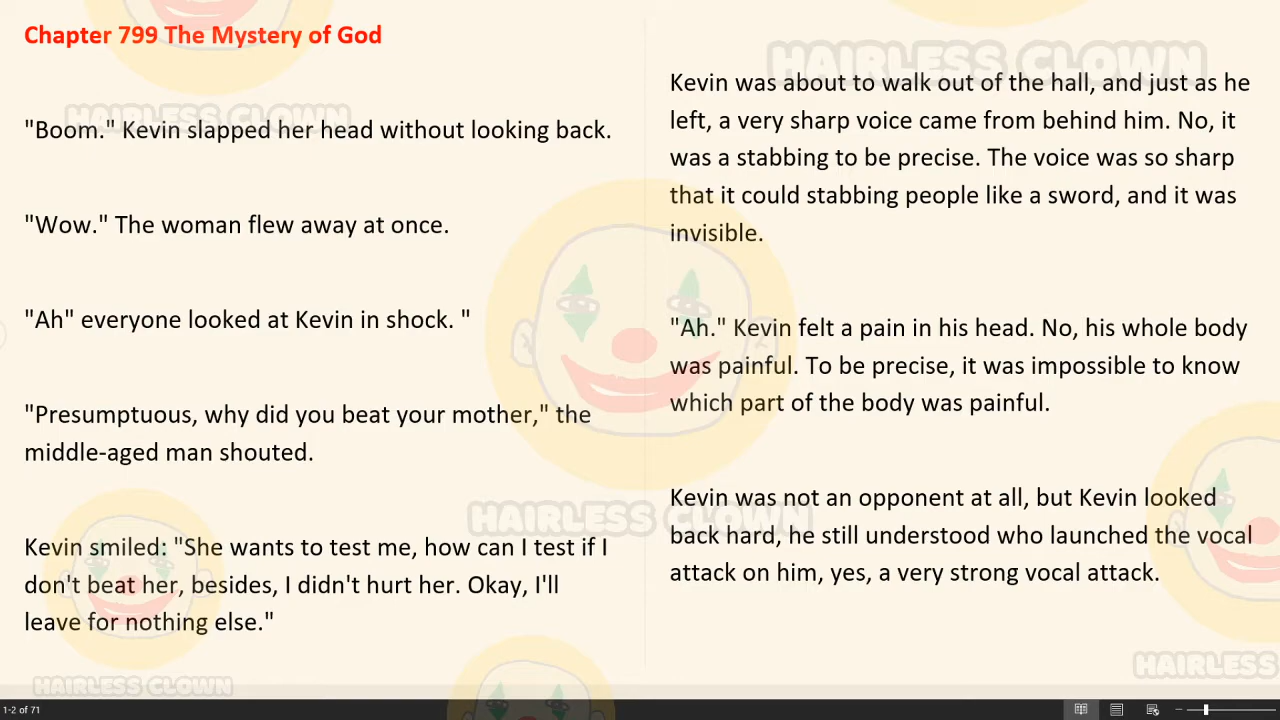 Chapter 799 The Mystery of God
"Boom." Kevin slapped her head without looking back.
"Wow." The woman flew away at once.
"Ah" everyone looked at Kevin in shock. "
"Presumptuous, why did you beat your mother," the
middle-aged man shouted.
Kevin smiled: "She wants to test me, how can I test if I
don't beat her, besides, I didn't hurt her. Okay, I'll
leave for nothing else."
Kevin was about to walk out of the hall, and just as he
left, a very sharp voice came from behind him. No, it
was a stabbing to be precise. The voice was so sharp
that it could stabbing people like a sword, and it was
invisible.
"Ah." Kevin felt a pain in his head. No, his whole body
was painful. To be precise, it was impossible to know
which part of the body was painful.
Kevin was not an opponent at all, but Kevin looked
back hard, he still understood who launched the vocal
attack on him, yes, a very strong vocal attack.
HAIRLESS CLOWN
HAIRLESS CLOWN
HAIRLESS CLOWN
HAIRLESS CLOWN
HAIRLESS
1-2 of 71